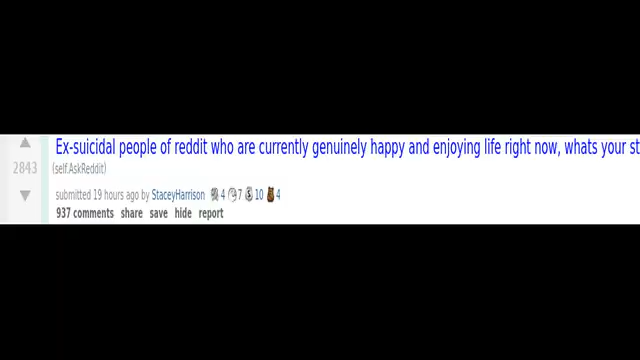 Ex-suicidal people of reddit who are currently genuinely happy and enjoying life right now, whats your st
2843 (self.AskReddit)
submitted 19 hours ago by StaceyHarrison 4 7 10 4
937 comments share save hide report